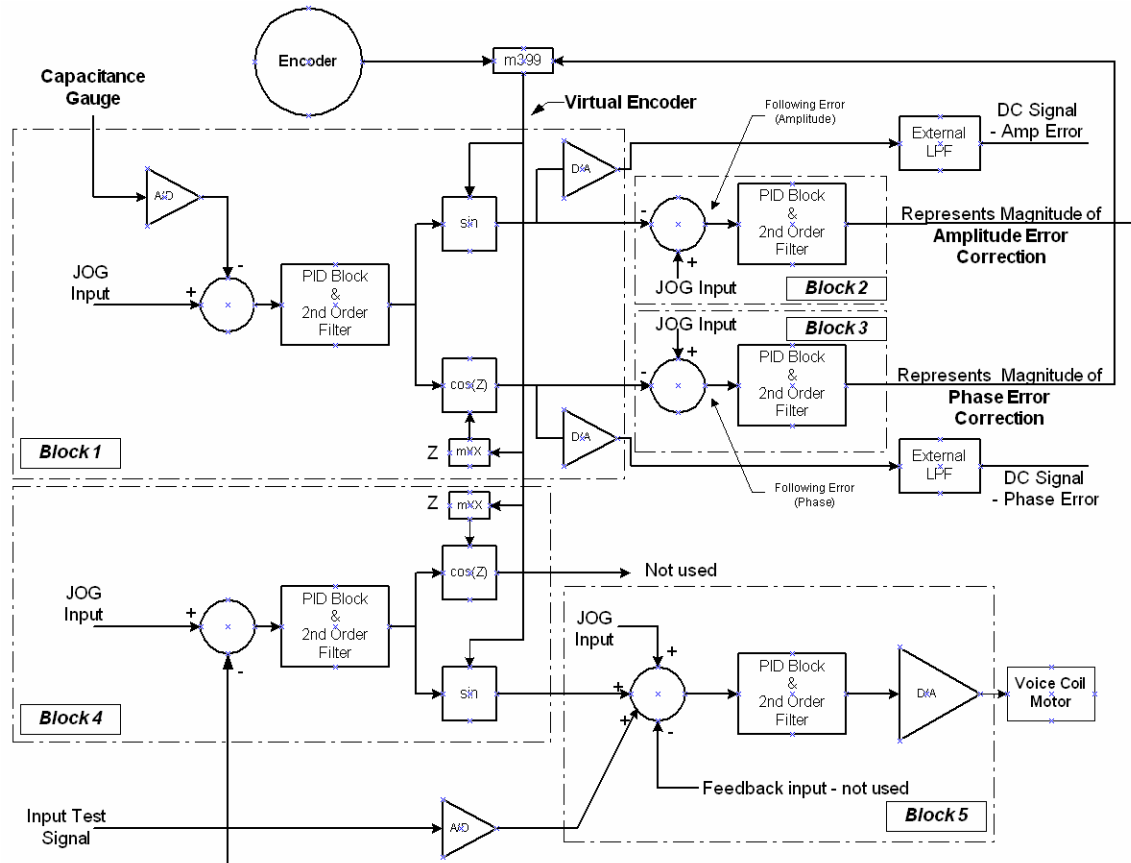 Encoder
m399
Capacitance
Gauge
Virtual Encoder
Following Error
(Amplitude)
DC Signal
- Amp Error
External
LPF
D/A
A/D
sin
-
PID Block
&
2nd Order
Filter
Represents Magnitude of
Amplitude Error
Correction
+
JOG Input
Block 2
JOG
Input
+
-
PID Block
&
2nd Order
Filter
JOG Input
+
Block 3
cos(Z)
-
PID Block
&
2nd Order
Filter
Represents Magnitude of
Phase Error
Correction
D/A
Block 1
Z
External
LPF
DC Signal
- Phase Error
Following Error
(Phase)
Z
cos(Z)
Not used
JOG
Input
+
-
PID Block
&
2nd Order
Filter
sin
Block 4
JOG
Input
+
+
+
-
PID Block
&
2nd Order
Filter
D/A
Voice Coil
Motor
Feedback input - not used
Block 5
Input Test
Signal
A/D